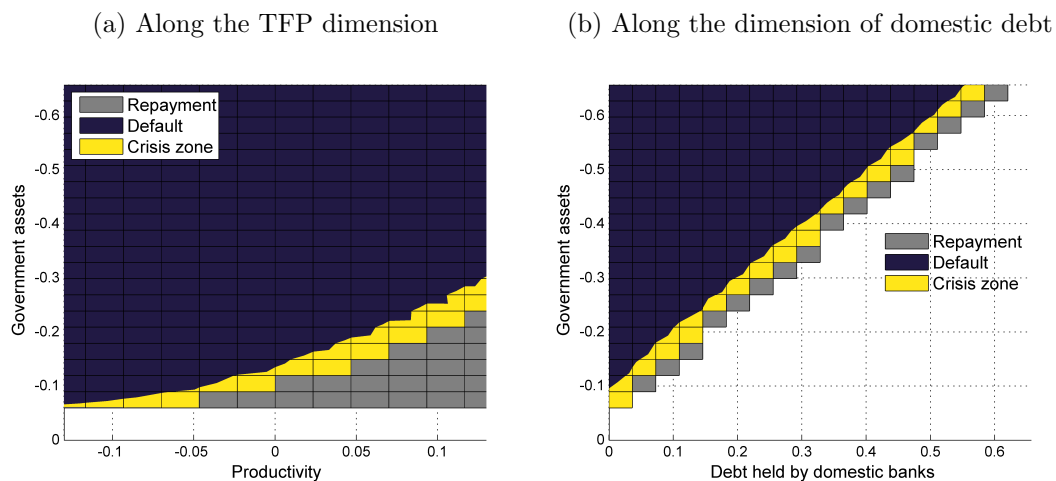 (a) Along the TFP dimension
(b) Along the dimension of domestic debt
Repayment
Default
Crisis zone
-0.6
-0.5
-0.4
-0.3
-0.2
-0.1
0
Government assets
-0.1
-0.05
0
0.05
0.1
Productivity
Repayment
Default
Crisis zone
-0.6
-0.5
-0.4
-0.3
-0.2
-0.1
0
Government assets
0
0.1
0.2
0.3
0.4
0.5
0.6
Debt held by domestic banks